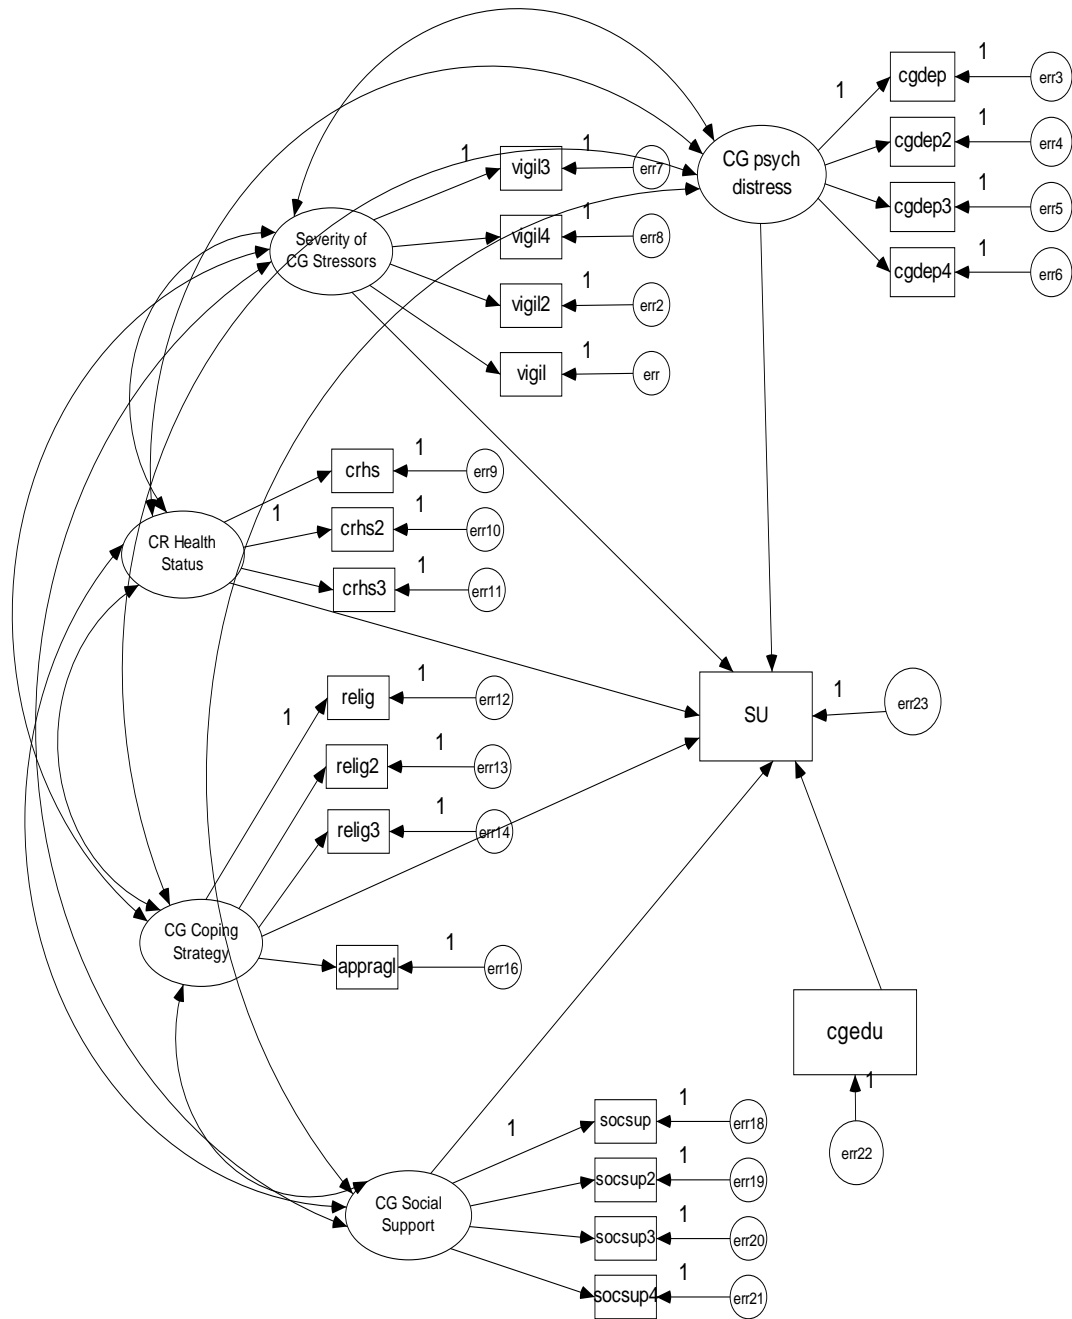 1
cgdep
1
err3
cgdep2
1
err4
CG psych
distress
cgdep3
1
err5
cgdep4
1
err6
1
vigil3
1
err7
Severity of
CG Stressors
vigil4
1
err8
vigil2
1
err2
vigil
1
err
crhs
1
err9
1
CR Health
Status
crhs2
1
err10
crhs3
1
err11
relig
1
err12
1
relig2
1
err13
relig3
1
err14
SU
1
err23
CG Coping
Strategy
appragl
1
err16
cgedu
1
err22
1
socsup
1
err18
socsup2
1
err19
CG Social
Support
socsup3
1
err20
socsup4
1
err21